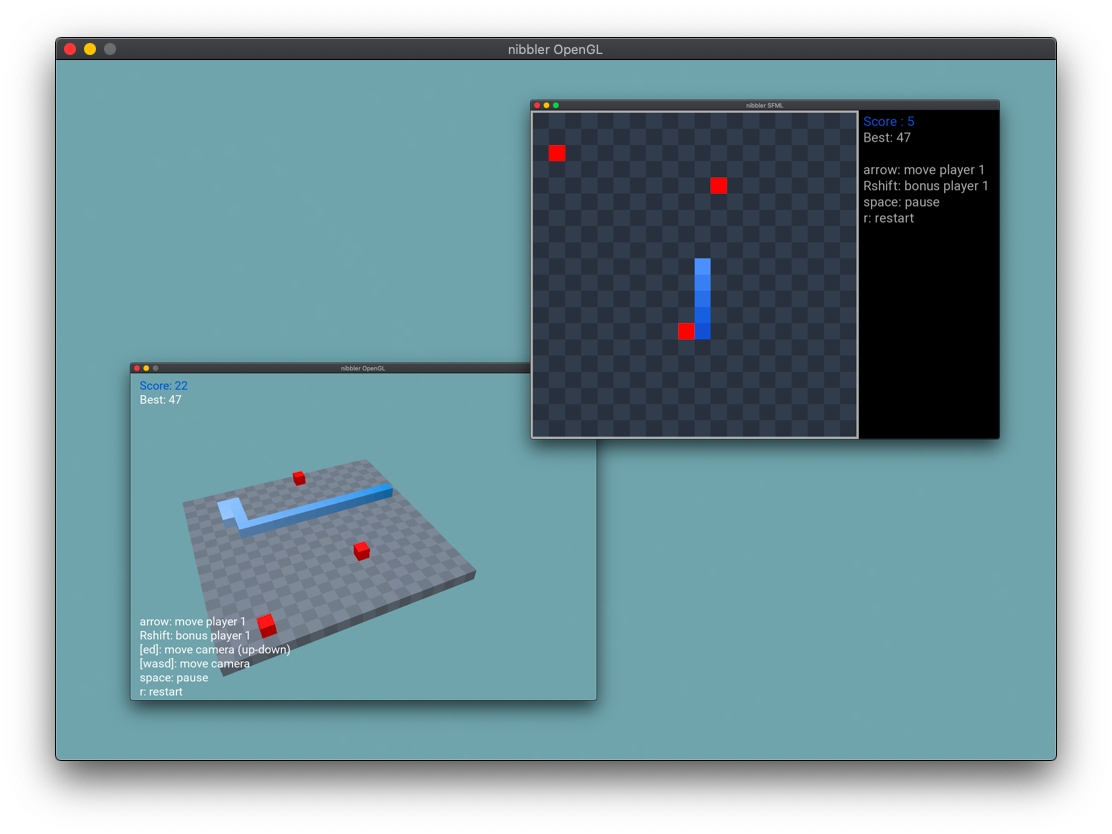 nibbler OpenGL
nibbler SFML
Score : 5
Best: 47
arrow: move player 1
Rshift: bonus player 1
space: pause
r: restart
nibbler OpenGL
Score: 22
Best: 47
arrow: move player 1
Rshift: bonus player 1
[ed]: move camera (up-down)
[wasd]: move camera
space: pause
r: restart